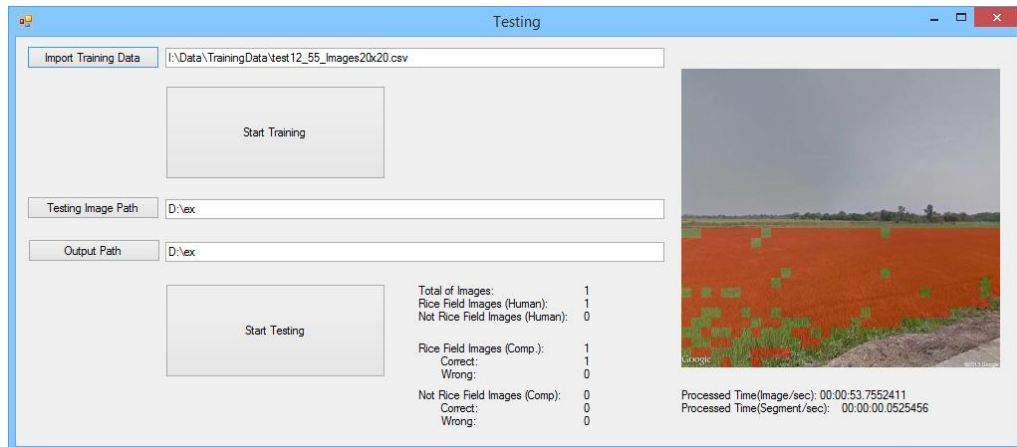 Testing
Import Training Data
I:\Data\TrainingData\test12_55_Images20x20.csv
Start Training
Testing Image Path
D:\ex
Output Path
D:\ex
Start Testing
Total of Images: 1
Rice Field Images (Human): 1
Not Rice Field Images (Human): 0
Rice Field Images (Comp.): 1
Correct: 1
Wrong: 0
Not Rice Field Images (Comp): 0
Correct: 0
Wrong: 0
Google
©2013 Google
Processed Time(Image/sec): 00:00:53.7552411
Processed Time(Segment/sec): 00:00:00.0525456